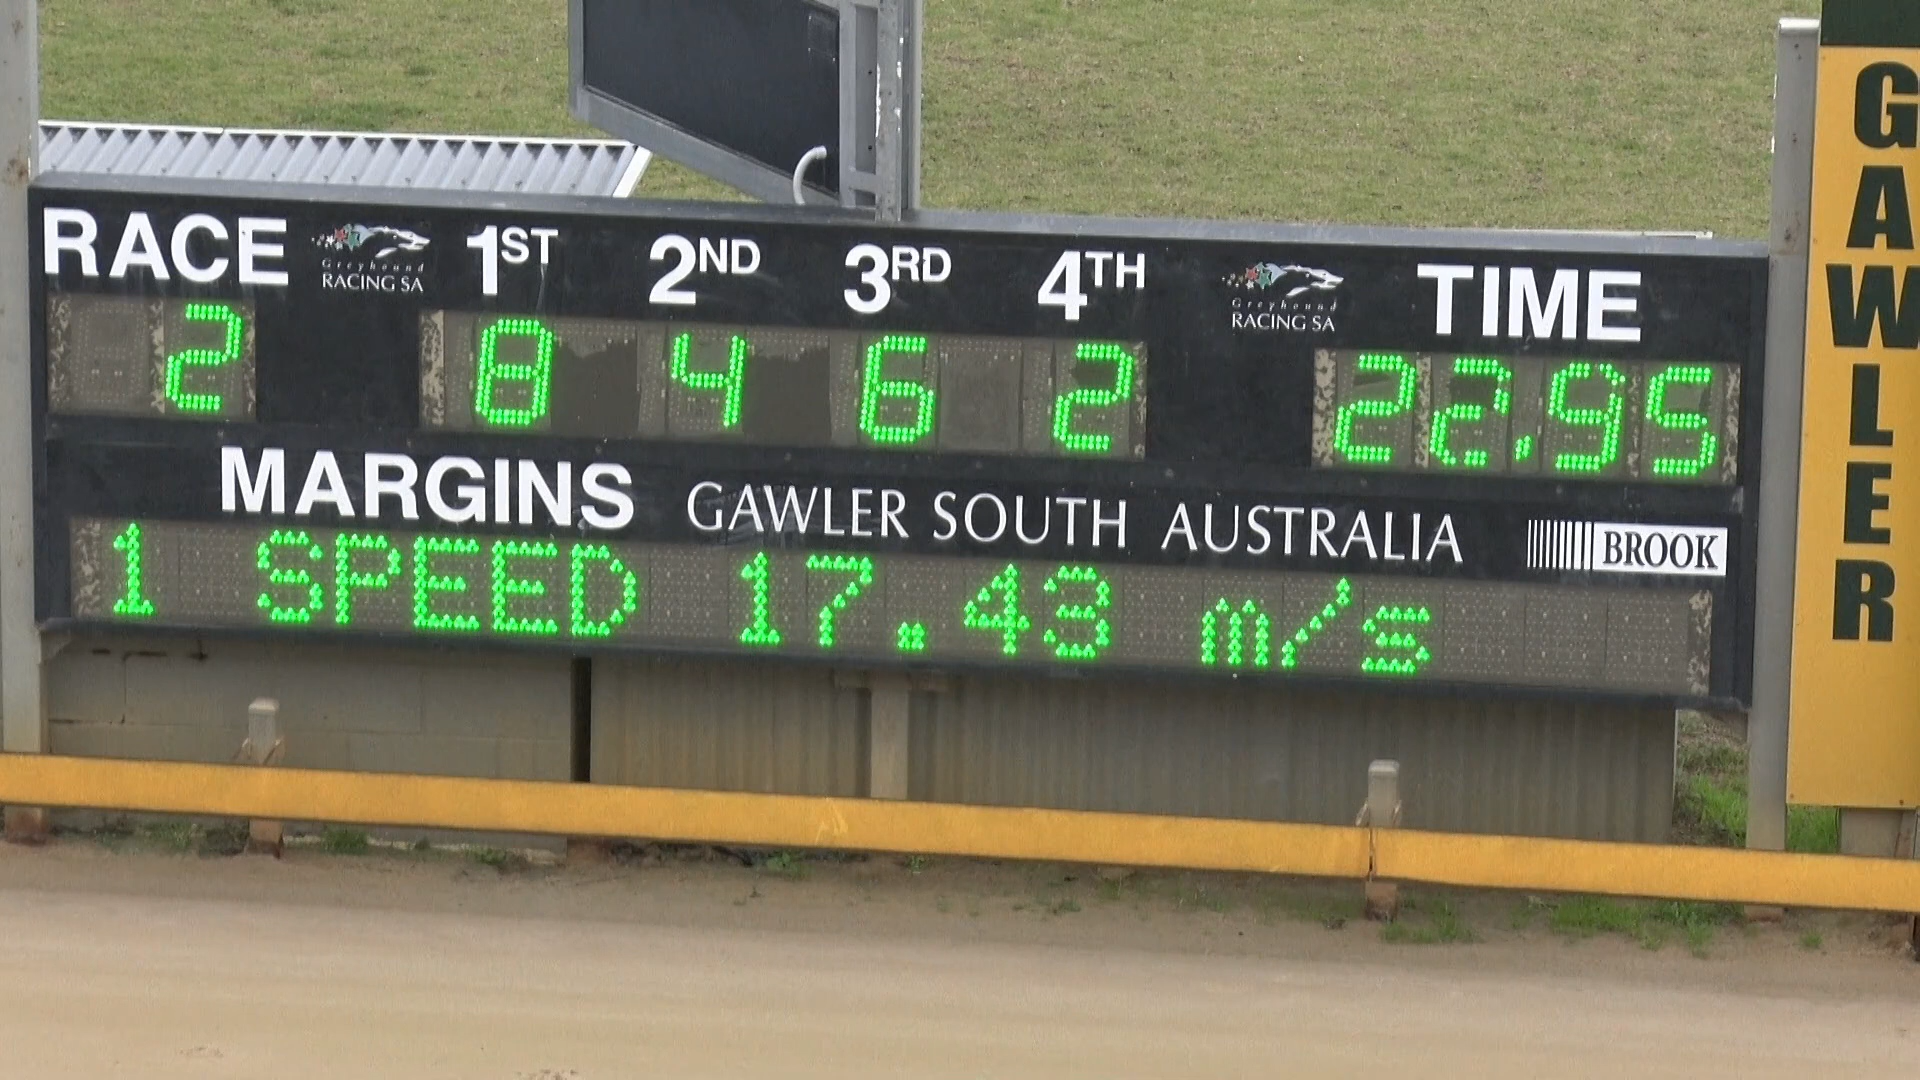 RACE 1ST 2ND 3RD 4TH TIME
Greyhound Greyhound
RACING SA RACING SA
2 8 4 6 2 22.95
MARGINS GAWLER SOUTH AUSTRALIA BROOK
1 SPEED 17.43 m/s
GAWLER